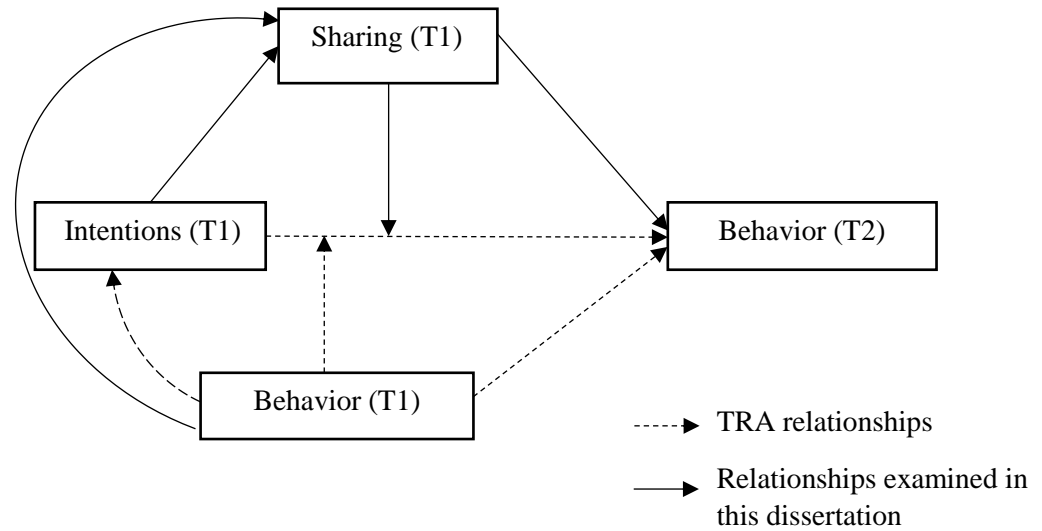 Sharing (T1)
Intentions (T1)
Behavior (T2)
Behavior (T1)
TRA relationships
Relationships examined in
this dissertation